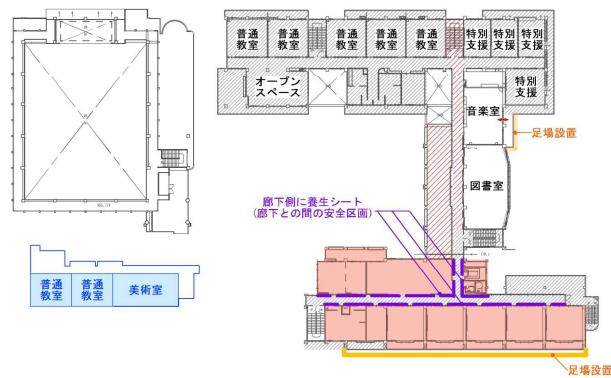 普通
教室
普通
教室
普通
教室
普通
教室
普通
教室
特別
支援
特別
支援
特別
支援
オープン
スペース
特別
支援
音楽室
足場設置
図書室
廊下側に養生シート
(廊下との間の安全区画)
普通
教室
普通
教室
美術室
足場設置